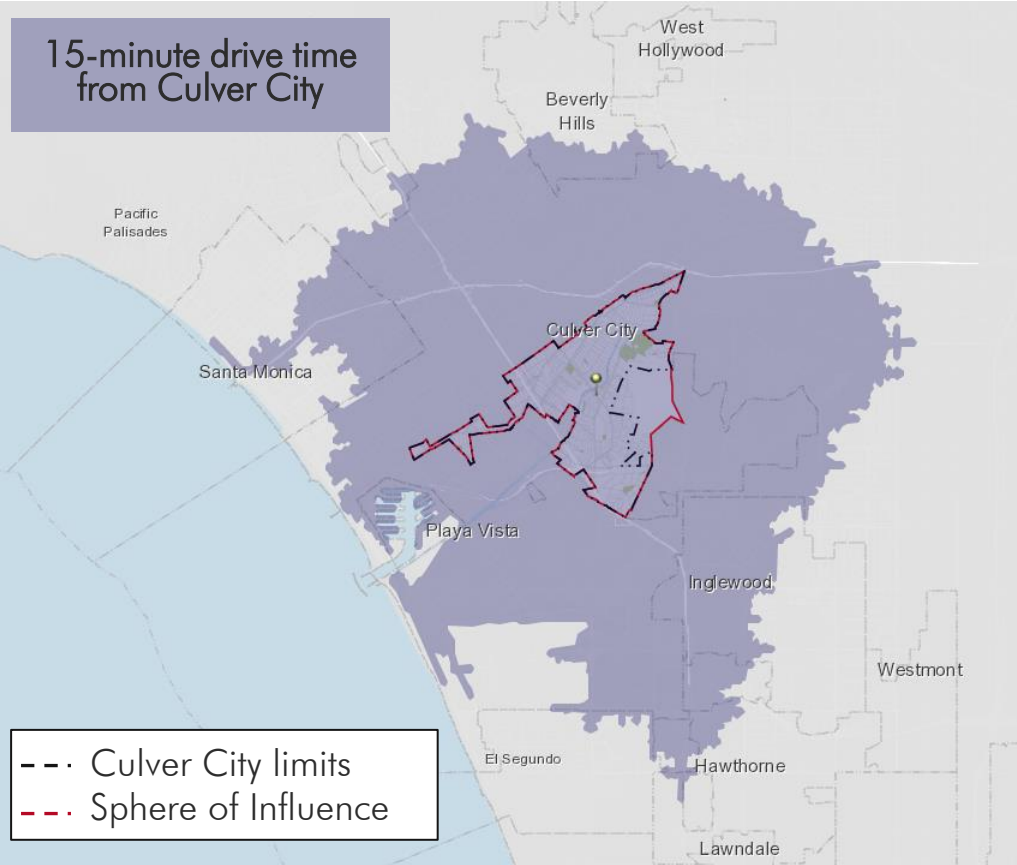 15-minute drive time
from Culver City
West
Hollywood
Beverly
Hills
Pacific
Palisades
Culver City
Santa Monica
Playa Vista
Inglewood
Westmont
El Segundo
Hawthorne
Lawndale
Culver City limits
Sphere of Influence